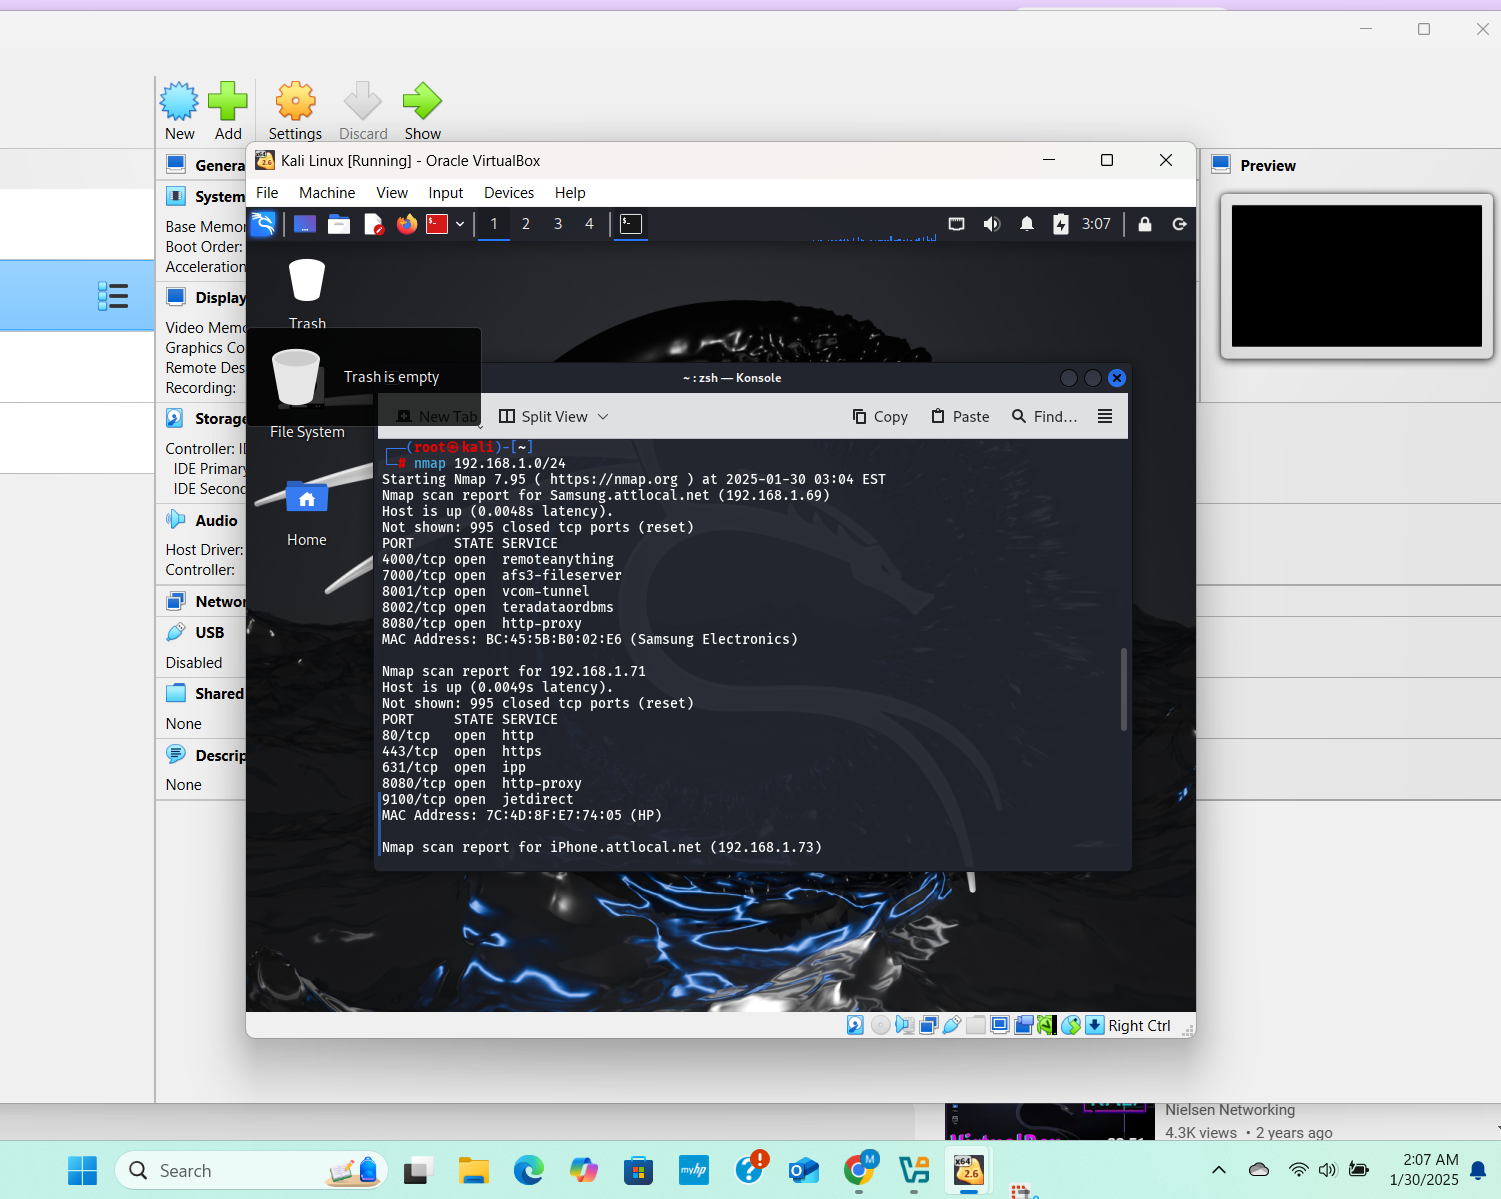 New
Add
Settings
Discard
Show
Kali Linux [Running] - Oracle VirtualBox
File
Machine
View
Input
Devices
Help
1
2
3
4
3:07
Genera
System
Base Memor
Boot Order:
Acceleration
Display
Video Memo
Graphics Co
Remote Des
Recording:
Storage
Controller: ID
IDE Primary
IDE Second
Audio
Host Driver:
Controller:
Networ
USB
Disabled
Shared
None
Descrip
None
Preview
Trash
Trash is empty
File System
Home
~ : zsh — Konsole
New Tab
Split View
Copy
Paste
Find...
(root㉿kali)-[~]
# nmap 192.168.1.0/24
Starting Nmap 7.95 ( https://nmap.org ) at 2025-01-30 03:04 EST
Nmap scan report for Samsung.attlocal.net (192.168.1.69)
Host is up (0.0048s latency).
Not shown: 995 closed tcp ports (reset)
PORT     STATE SERVICE
4000/tcp open  remoteanything
7000/tcp open  afs3-fileserver
8001/tcp open  vcom-tunnel
8002/tcp open  teradataordbms
8080/tcp open  http-proxy
MAC Address: BC:45:5B:B0:02:E6 (Samsung Electronics)
Nmap scan report for 192.168.1.71
Host is up (0.0049s latency).
Not shown: 995 closed tcp ports (reset)
PORT     STATE SERVICE
80/tcp   open  http
443/tcp  open  https
631/tcp  open  ipp
8080/tcp open  http-proxy
9100/tcp open  jetdirect
MAC Address: 7C:4D:8F:E7:74:05 (HP)
Nmap scan report for iPhone.attlocal.net (192.168.1.73)
Right Ctrl
Nielsen Networking
4.3K views • 2 years ago
Search
myhp
M
x64
2.6
2:07 AM
1/30/2025